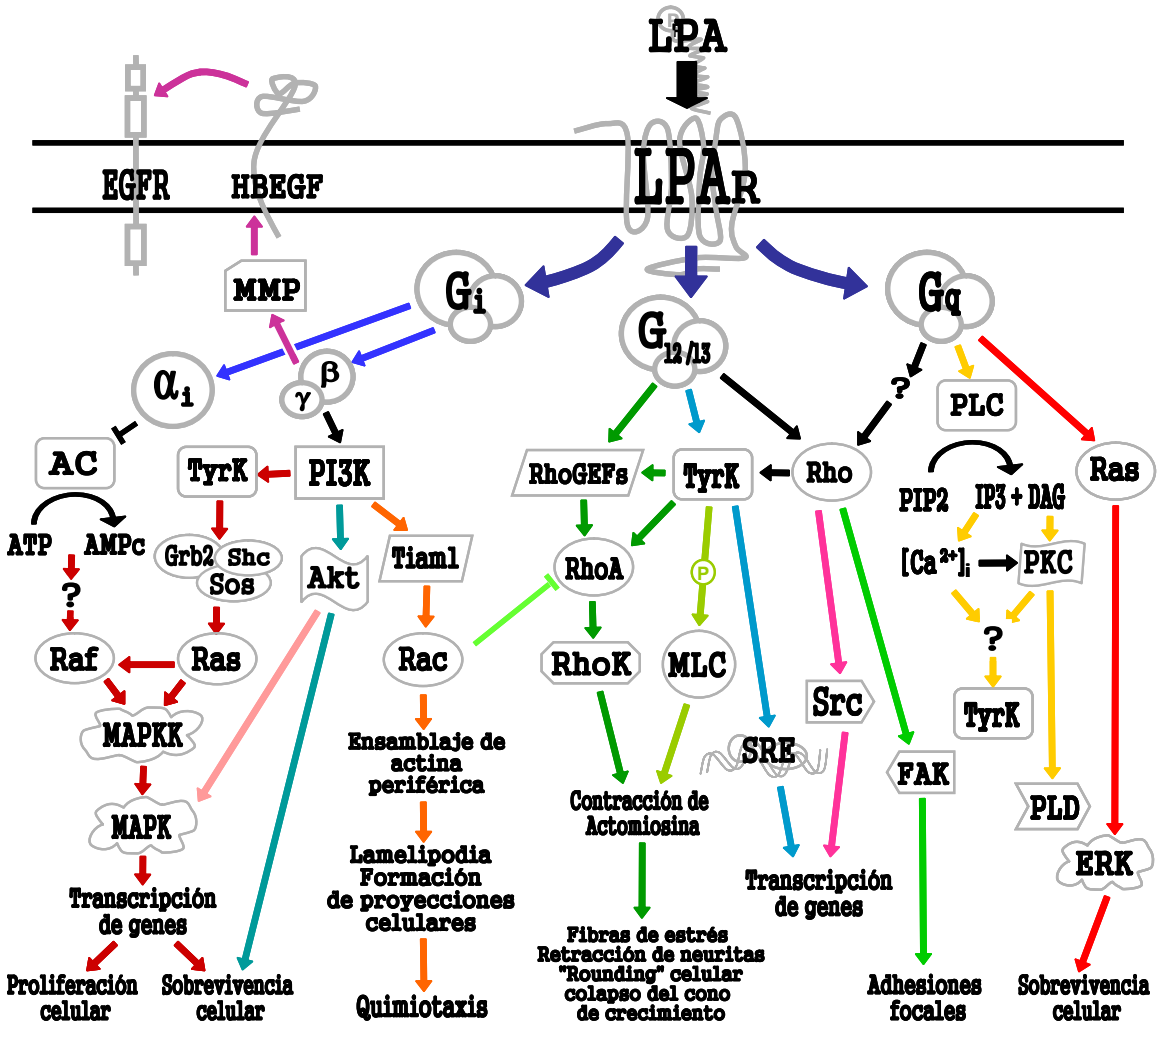 P
LPA
LPAR
EGFR
HBEGF
MMP
Gi
G12/13
Gq
αi
β
γ
?
PLC
AC
TyrK
PI3K
RhoGEFs
TyrK
Rho
Ras
PIP2
IP3 + DAG
ATP
AMPc
Grb2
Shc
Sos
Akt
Tiam1
RhoA
P
[Ca2+]i
PKC
?
?
Raf
Ras
Rac
RhoK
MLC
Src
TyrK
MAPKK
Ensamblaje de
actina
periférica
SRE
FAK
PLD
MAPK
Contracción de
Actomiosina
Lamelipodia
Formación
de proyecciones
celulares
ERK
Transcripción
de genes
Transcripción
de genes
Fibras de estrés
Retracción de neuritas
"Rounding" celular
colapso del cono
de crecimiento
Proliferación
celular
Sobrevivencia
celular
Quimiotaxis
Adhesiones
focales
Sobrevivencia
celular